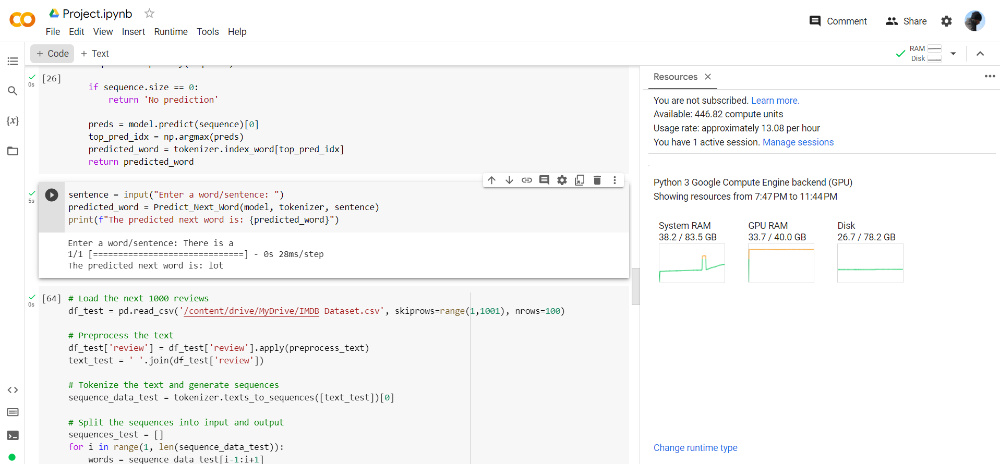 Project.ipynb
File Edit View Insert Runtime Tools Help
Comment
Share
+ Code + Text
RAM
Disk
[26]
0s
if sequence.size == 0:
return 'No prediction'
preds = model.predict(sequence)[0]
top_pred_idx = np.argmax(preds)
predicted_word = tokenizer.index_word[top_pred_idx]
return predicted_word
5s
sentence = input("Enter a word/sentence: ")
predicted_word = Predict_Next_Word(model, tokenizer, sentence)
print(f"The predicted next word is: {predicted_word}")
Enter a word/sentence: There is a
1/1 [==============================] - 0s 28ms/step
The predicted next word is: lot
[64]
0s
# Load the next 1000 reviews
df_test = pd.read_csv('/content/drive/MyDrive/IMDB Dataset.csv', skiprows=range(1,1001), nrows=100)
# Preprocess the text
df_test['review'] = df_test['review'].apply(preprocess_text)
text_test = ' '.join(df_test['review'])
# Tokenize the text and generate sequences
sequence_data_test = tokenizer.texts_to_sequences([text_test])[0]
# Split the sequences into input and output
sequences_test = []
for i in range(1, len(sequence_data_test)):
words = sequence_data_test[i-1:i+1]
Resources
You are not subscribed. Learn more.
Available: 446.82 compute units
Usage rate: approximately 13.08 per hour
You have 1 active session. Manage sessions
Python 3 Google Compute Engine backend (GPU)
Showing resources from 7:47 PM to 11:44 PM
System RAM
38.2 / 83.5 GB
GPU RAM
33.7 / 40.0 GB
Disk
26.7 / 78.2 GB
Change runtime type
{x}